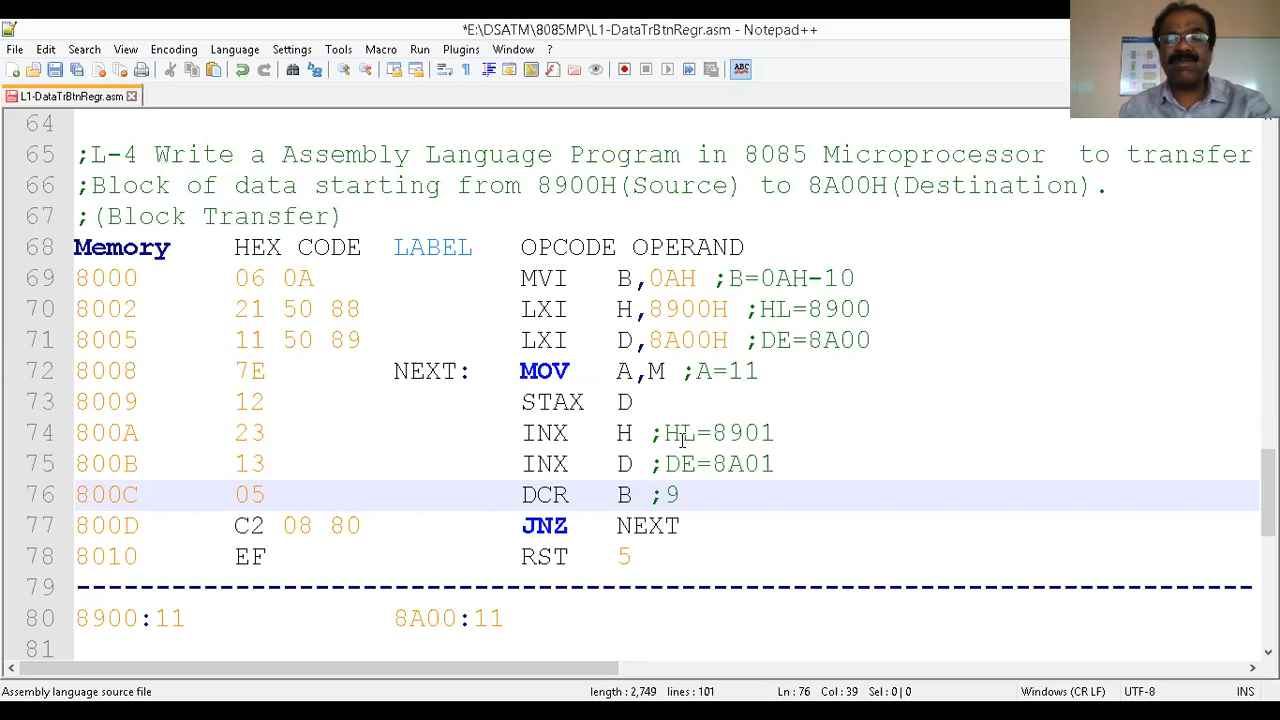 *E:\DSATM\8085MP\L1-DataTrBtnRegr.asm - Notepad++
File Edit Search View Encoding Language Settings Tools Macro Run Plugins Window ?
L1-DataTrBtnRegr.asm
64
65 ;L-4 Write a Assembly Language Program in 8085 Microprocessor  to transfer
66 ;Block of data starting from 8900H(Source) to 8A00H(Destination).
67 ;(Block Transfer)
68 Memory HEX CODE LABEL OPCODE OPERAND
69 8000 06 0A MVI B,0AH ;B=0AH-10
70 8002 21 50 88 LXI H,8900H ;HL=8900
71 8005 11 50 89 LXI D,8A00H ;DE=8A00
72 8008 7E NEXT: MOV A,M ;A=11
73 8009 12 STAX D
74 800A 23 INX H ;HL=8901
75 800B 13 INX D ;DE=8A01
76 800C 05 DCR B ;9
77 800D C2 08 80 JNZ NEXT
78 8010 EF RST 5
79 --------------------------------------------------------------------------
80 8900:11 8A00:11
81
Assembly language source file length : 2,749 lines : 101 Ln : 76 Col : 39 Sel : 0 | 0 Windows (CR LF) UTF-8 INS